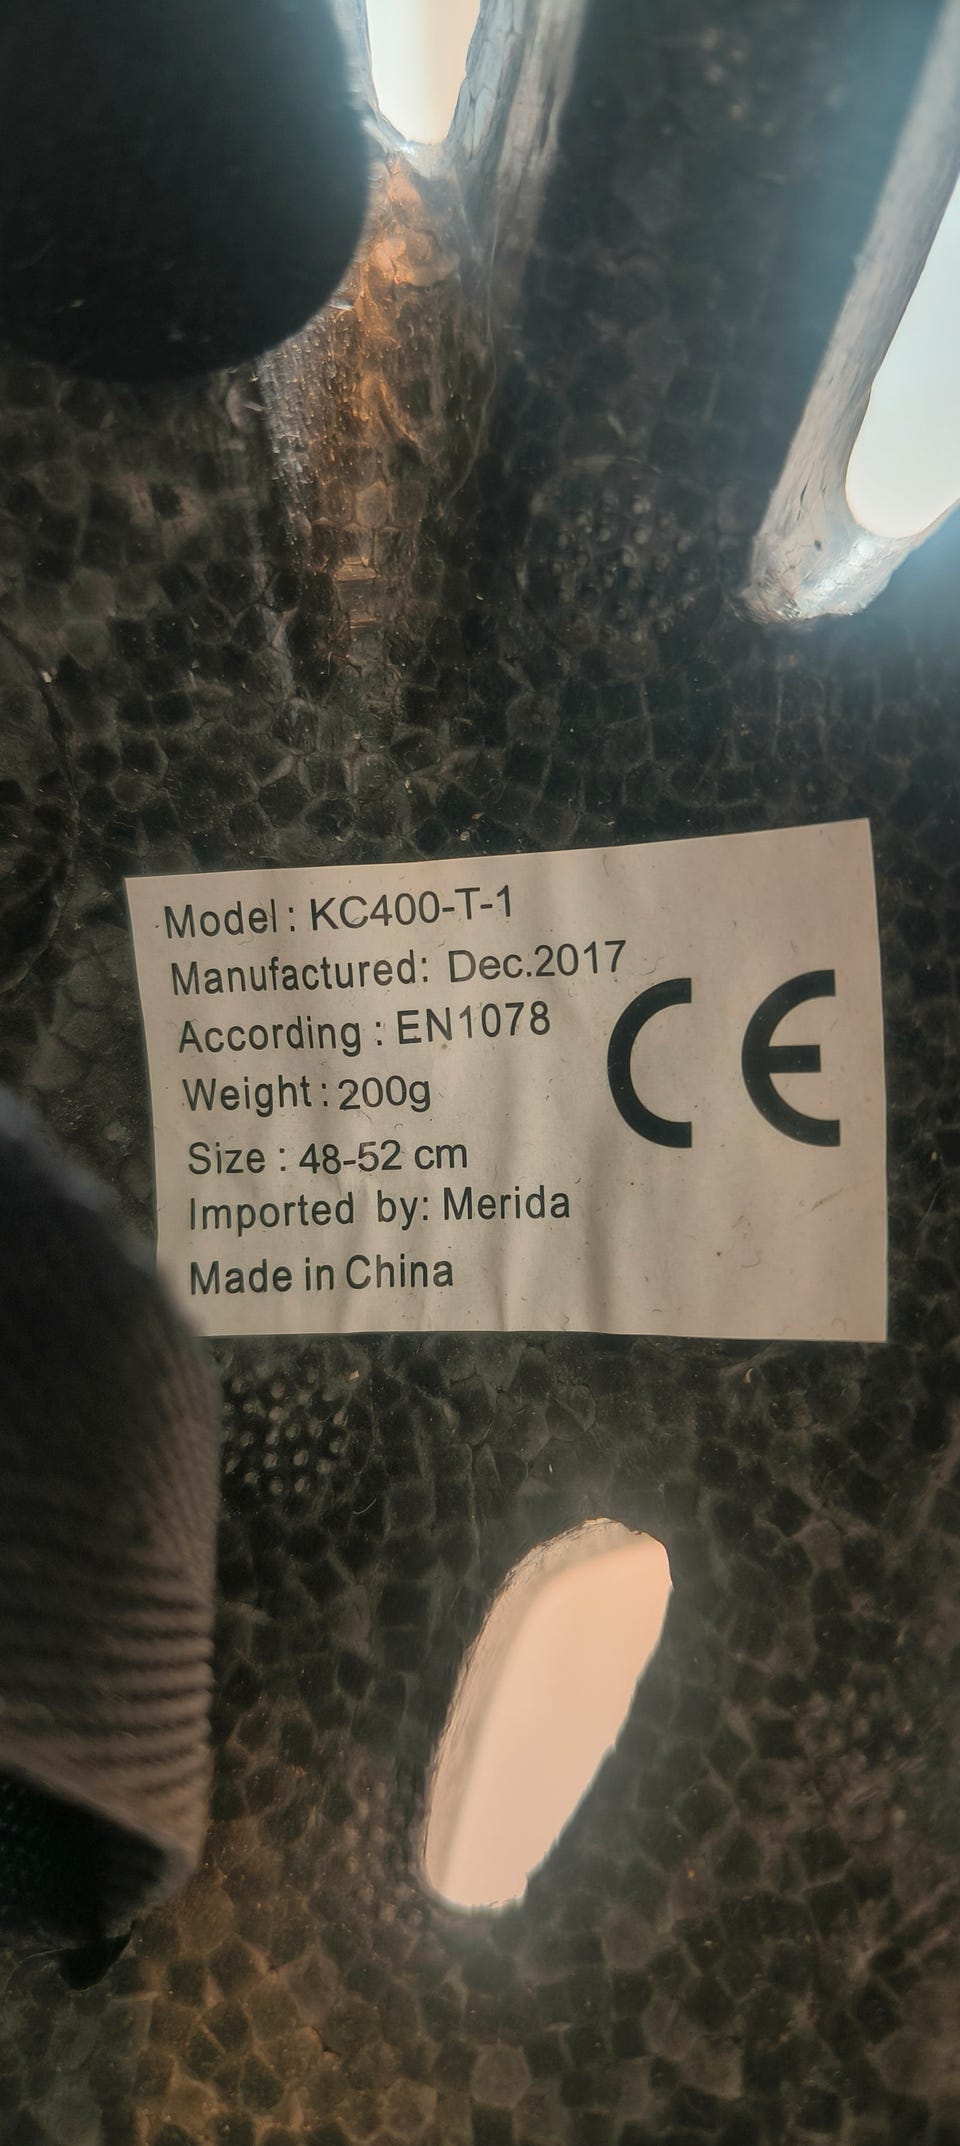 Model: KC400-T-1
Manufactured: Dec.2017
According : EN1078
Weight: 200g
Size : 48-52 cm
Imported by: Merida
Made in China
CE